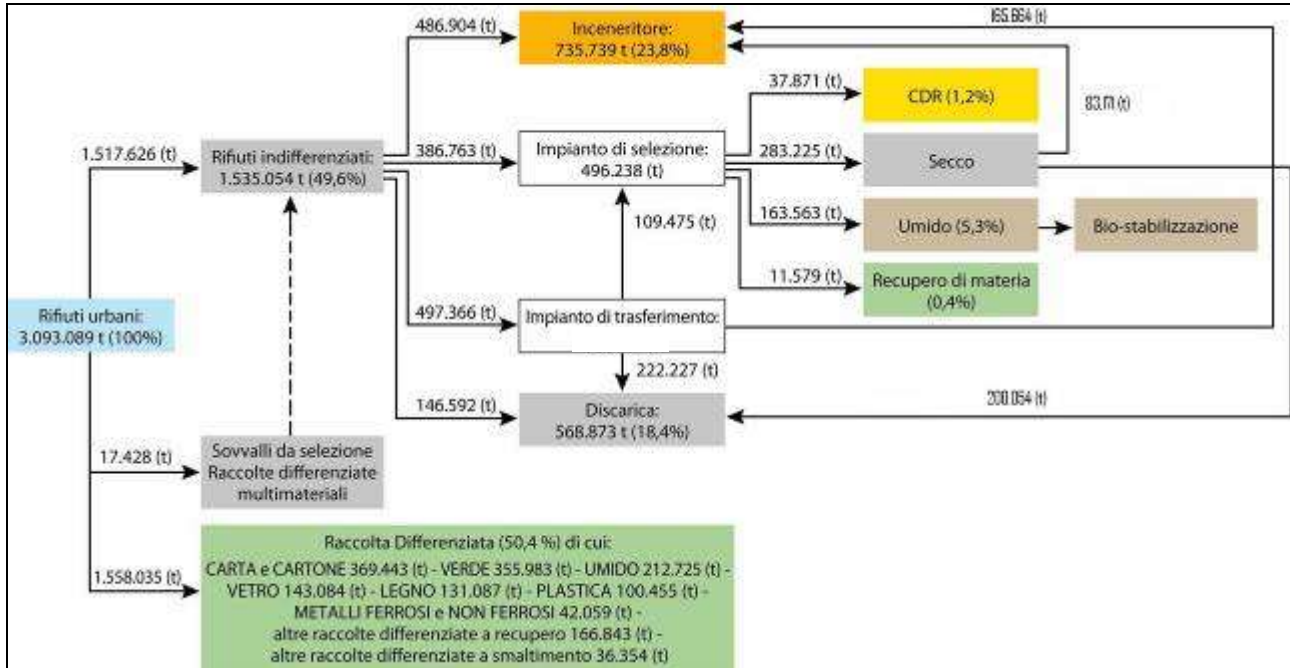 486.904 (t)
Inceneritore:
735.739 t (23,8%)
165.664 (t)
37.871 (t)
CDR (1,2%)
83.171 (t)
1.517.626 (t)
Rifiuti indifferenziati:
1.535.054 t (49,6%)
386.763 (t)
Impianto di selezione:
496.238 (t)
283.225 (t)
Secco
109.475 (t)
163.563 (t)
Umido (5,3%)
Bio-stabilizzazione
11.579 (t)
Recupero di materia
(0,4%)
Rifiuti urbani:
3.093.089 t (100%)
497.366 (t)
Impianto di trasferimento:
222.227 (t)
146.592 (t)
Discarica:
568.873 t (18,4%)
200.054 (t)
17.428 (t)
Sovvalli da selezione
Raccolte differenziate
multimateriali
1.558.035 (t)
Raccolta Differenziata (50,4 %) di cui:
CARTA e CARTONE 369.443 (t) - VERDE 355.983 (t) - UMIDO 212.725 (t) -
VETRO 143.084 (t) - LEGNO 131.087 (t) - PLASTICA 100.455 (t) -
METALLI FERROSI e NON FERROSI 42.059 (t) -
altre raccolte differenziate a recupero 166.843 (t) -
altre raccolte differenziate a smaltimento 36.354 (t)